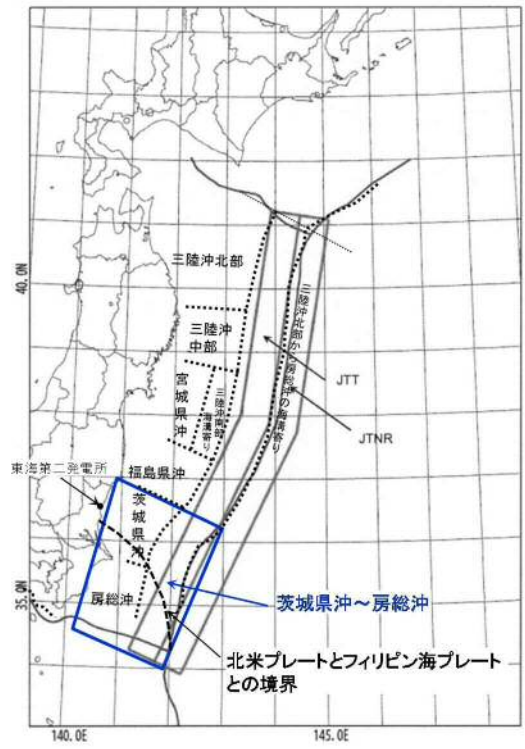 40.0N
35.0N
140.0E
145.0E
三陸沖北部
三陸沖
中部
宮城県沖
三陸沖南部
海溝寄り
三陸沖北部から房総沖の海溝寄り
JTT
JTNR
福島県沖
東海第二発電所
茨城県沖
房総沖
茨城県沖～房総沖
北米プレートとフィリピン海プレート
との境界